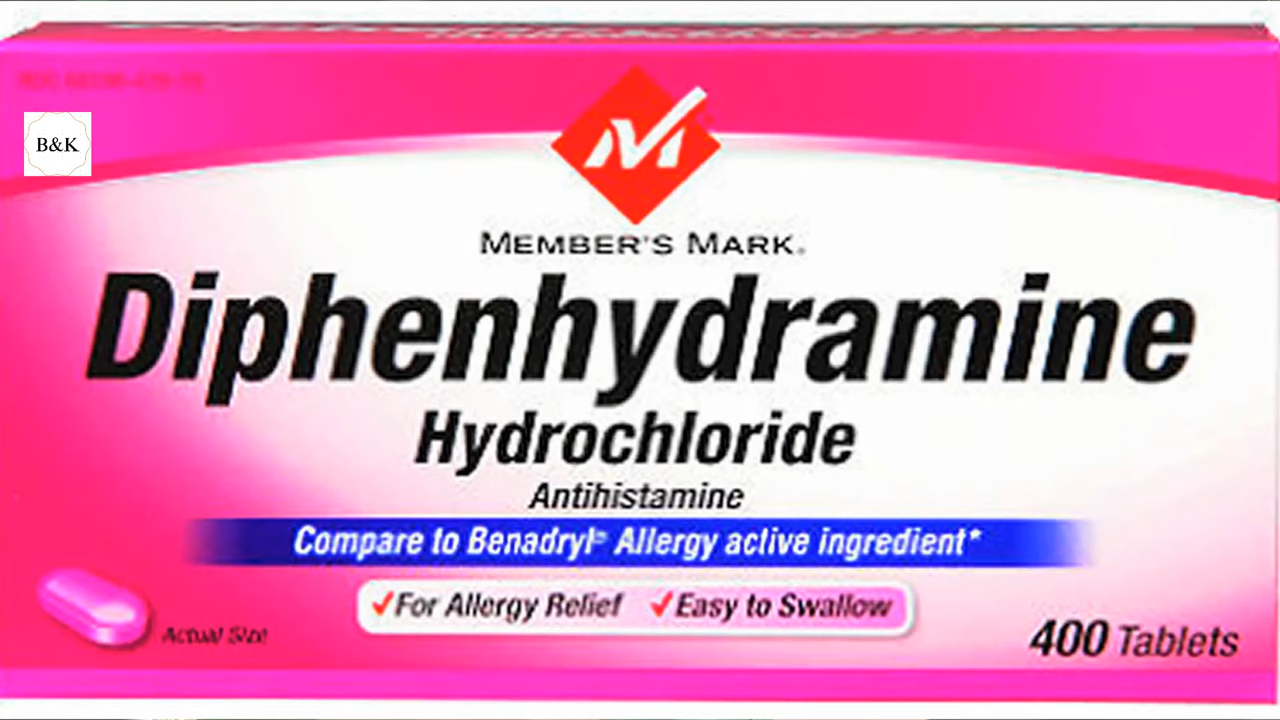 B&K
MEMBER'S MARK®
Diphenhydramine
Hydrochloride
Antihistamine
Compare to Benadryl® Allergy active ingredient*
✓For Allergy Relief ✓Easy to Swallow
Actual Size
400 Tablets